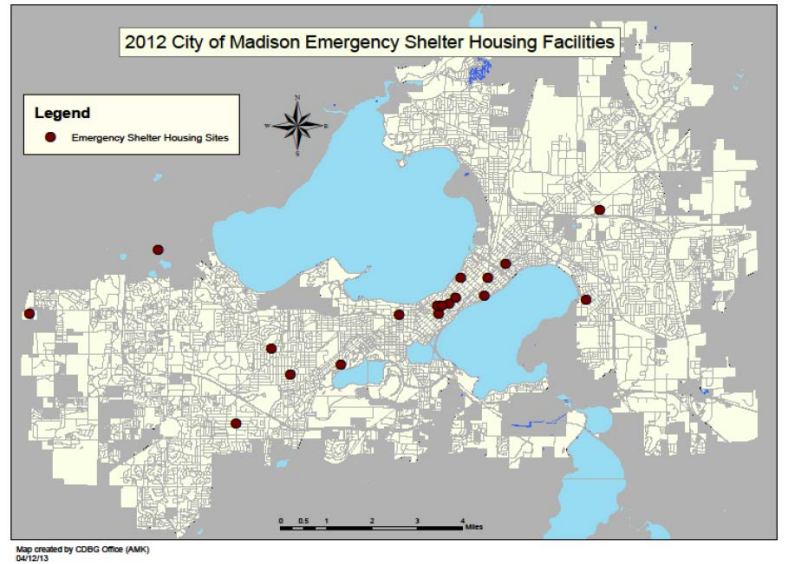 2012 City of Madison Emergency Shelter Housing Facilities
Legend
Emergency Shelter Housing Sites
N
W E
S
0 0.5 1 2 3 4
Miles
Map created by CDBG Office (AMK)
04/12/13